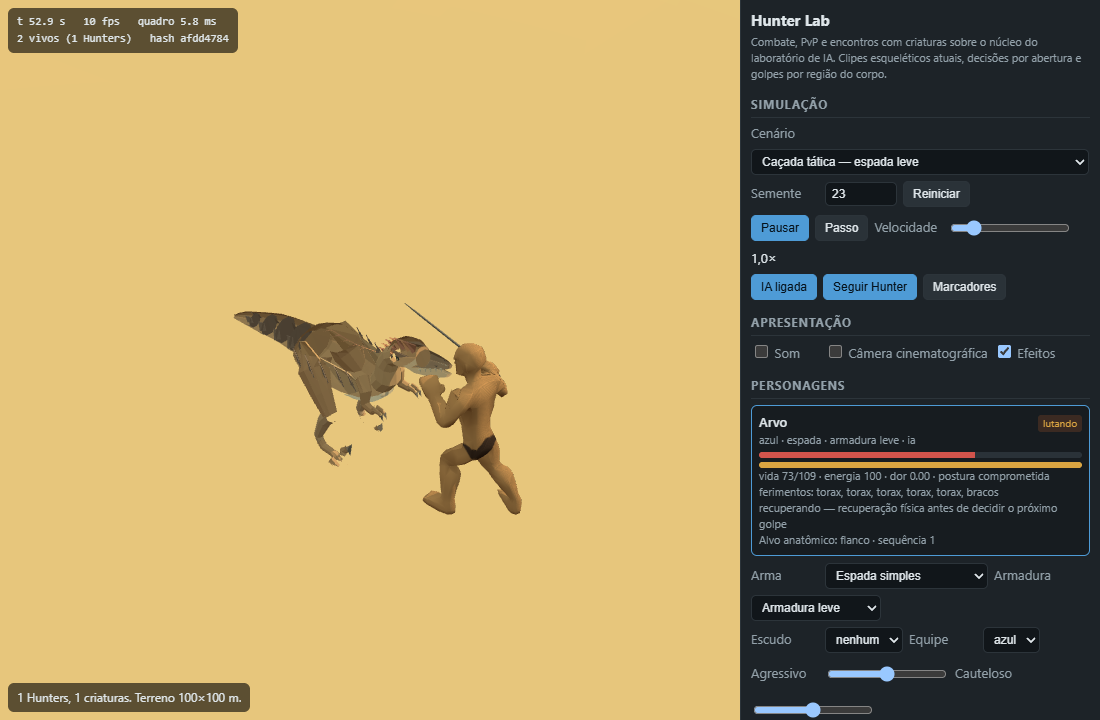 t 52.9 s   10 fps   quadro 5.8 ms
2 vivos (1 Hunters)   hash afdd4784
Hunter Lab
Combate, PvP e encontros com criaturas sobre o núcleo do
laboratório de IA. Clipes esqueléticos atuais, decisões por abertura e
golpes por região do corpo.
SIMULAÇÃO
Cenário
Caçada tática — espada leve
Semente 23 Reiniciar
Pausar Passo Velocidade
1,0×
IA ligada Seguir Hunter Marcadores
APRESENTAÇÃO
Som Câmera cinematográfica Efeitos
PERSONAGENS
Arvo lutando
azul · espada · armadura leve · ia
vida 73/109 · energia 100 · dor 0.00 · postura comprometida
ferimentos: torax, torax, torax, torax, torax, bracos
recuperando — recuperação física antes de decidir o próximo
golpe
Alvo anatômico: flanco · sequência 1
Arma Espada simples Armadura
Armadura leve
Escudo nenhum Equipe azul
Agressivo Cauteloso
1 Hunters, 1 criaturas. Terreno 100×100 m.